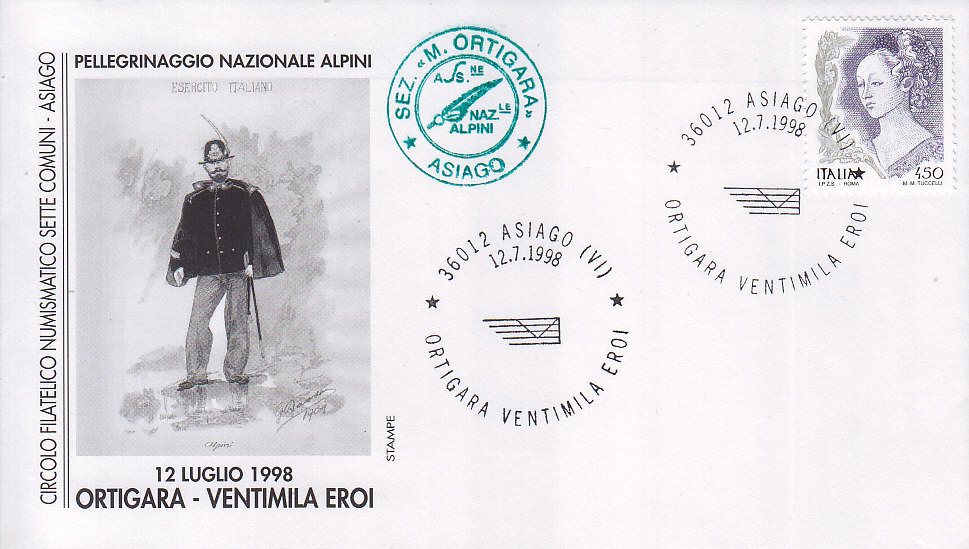 CIRCOLO FILATELICO NUMISMATICO SETTE COMUNI - ASIAGO
PELLEGRINAGGIO NAZIONALE ALPINI
ESERCITO ITALIANO
Alpini
STAMPE
12 LUGLIO 1998
ORTIGARA - VENTIMILA EROI
SEZ. «M. ORTIGARA»
ASS.NE
NAZ.LE
ALPINI
ASIAGO
36012 ASIAGO (VI)
12.7.1998
ORTIGARA VENTIMILA EROI
36012 ASIAGO (VI)
12.7.1998
ORTIGARA VENTIMILA EROI
ITALIA 450
I.P.Z.S. - ROMA M. M. TUCCELLI